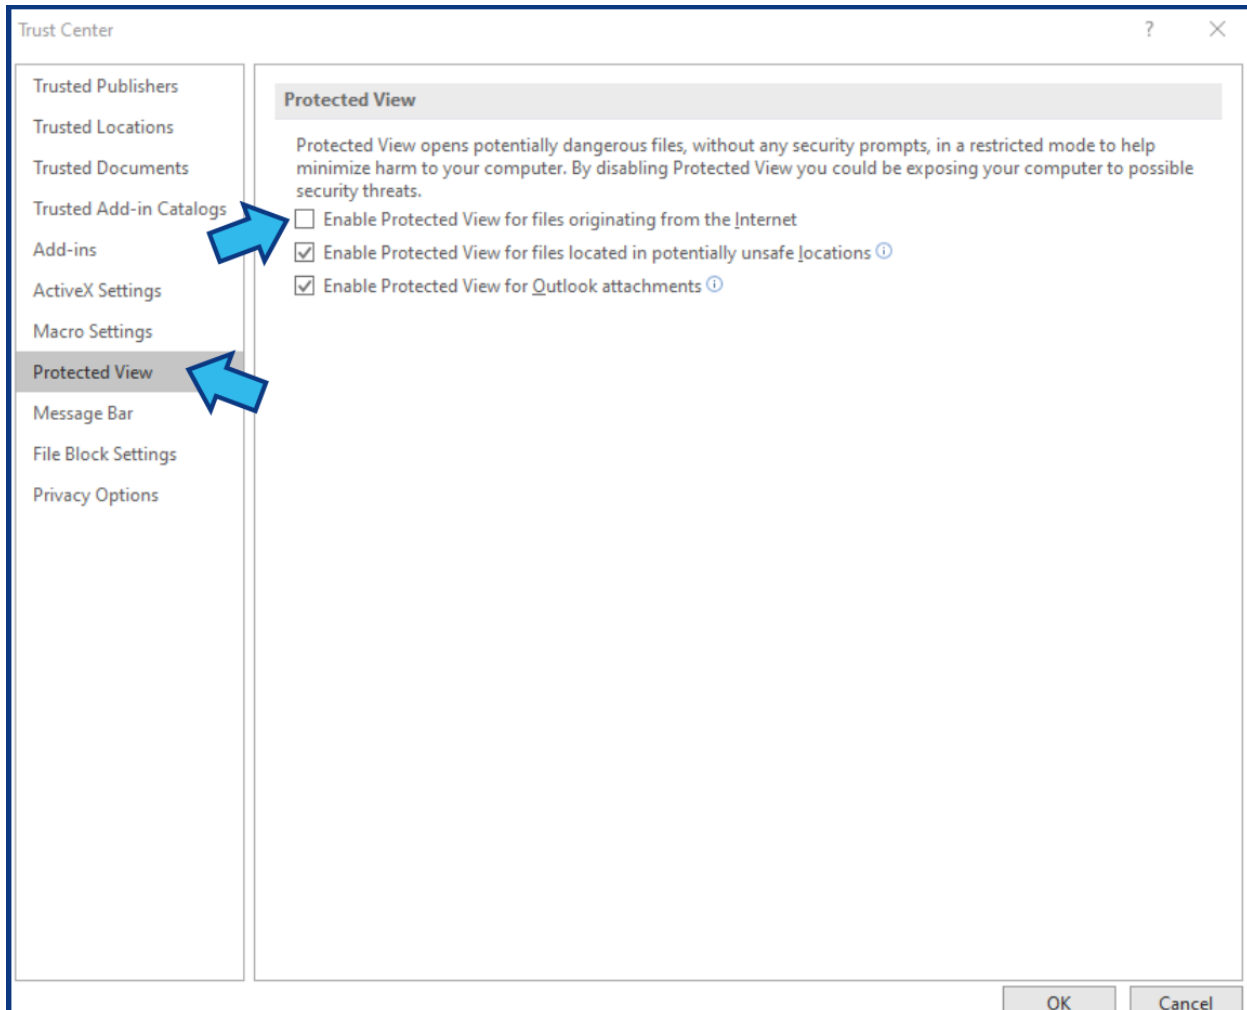 Trust Center
?
Trusted Publishers
Trusted Locations
Trusted Documents
Trusted Add-in Catalogs
Add-ins
ActiveX Settings
Macro Settings
Protected View
Message Bar
File Block Settings
Privacy Options
Protected View
Protected View opens potentially dangerous files, without any security prompts, in a restricted mode to help
minimize harm to your computer. By disabling Protected View you could be exposing your computer to possible
security threats.
Enable Protected View for files originating from the Internet
Enable Protected View for files located in potentially unsafe locations
Enable Protected View for Outlook attachments
OK
Cancel